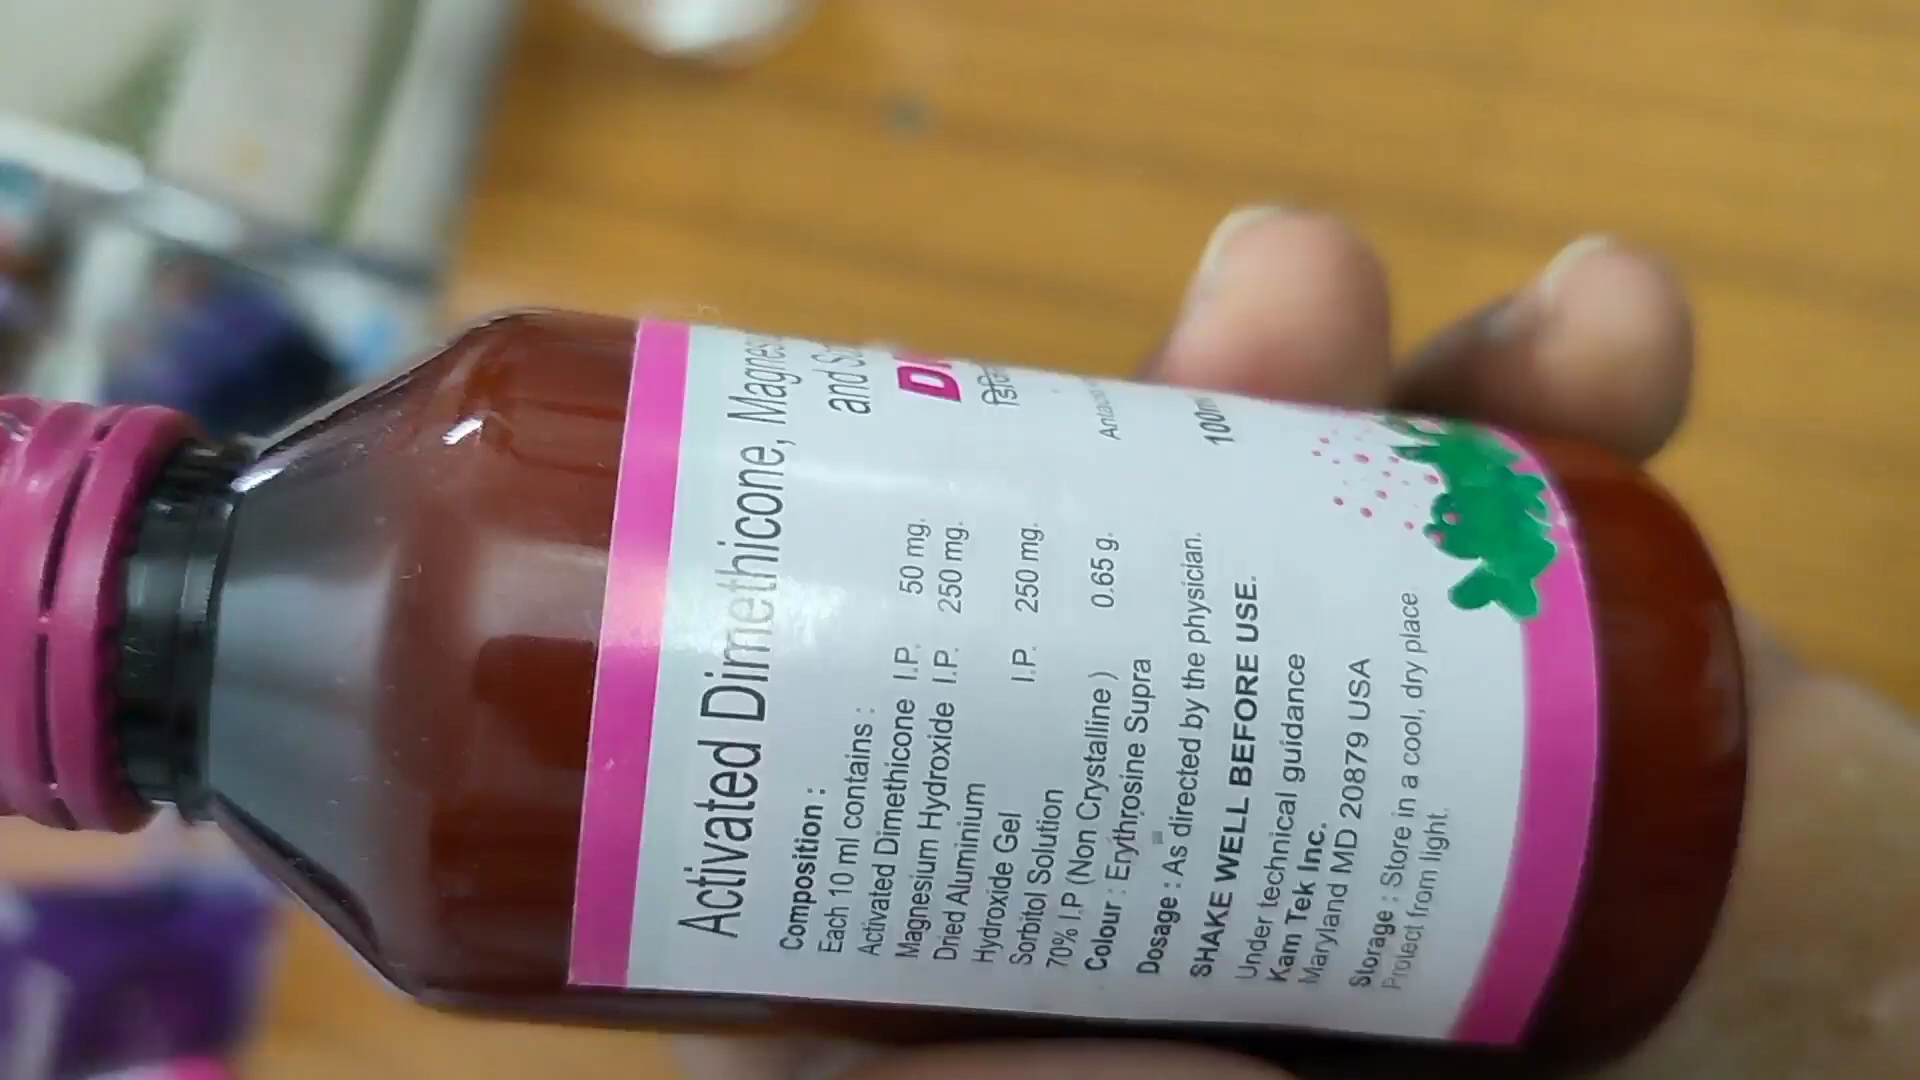 Activated Dimethicone,
and
Composition :
Each 10 ml contains :
Activated Dimethicone I.P. 50 mg.
Magnesium Hydroxide I.P. 250 mg.
Dried Aluminium
Hydroxide Gel I.P. 250 mg.
Sorbitol Solution
70% I.P (Non Crystalline) 0.65 g.
Colour : Erythrosine Supra
Dosage : As directed by the physician.
SHAKE WELL BEFORE USE.
Under technical guidance
Kam Tek Inc.
Maryland MD 20879 USA
Storage : Store in a cool, dry place
Protect from light.